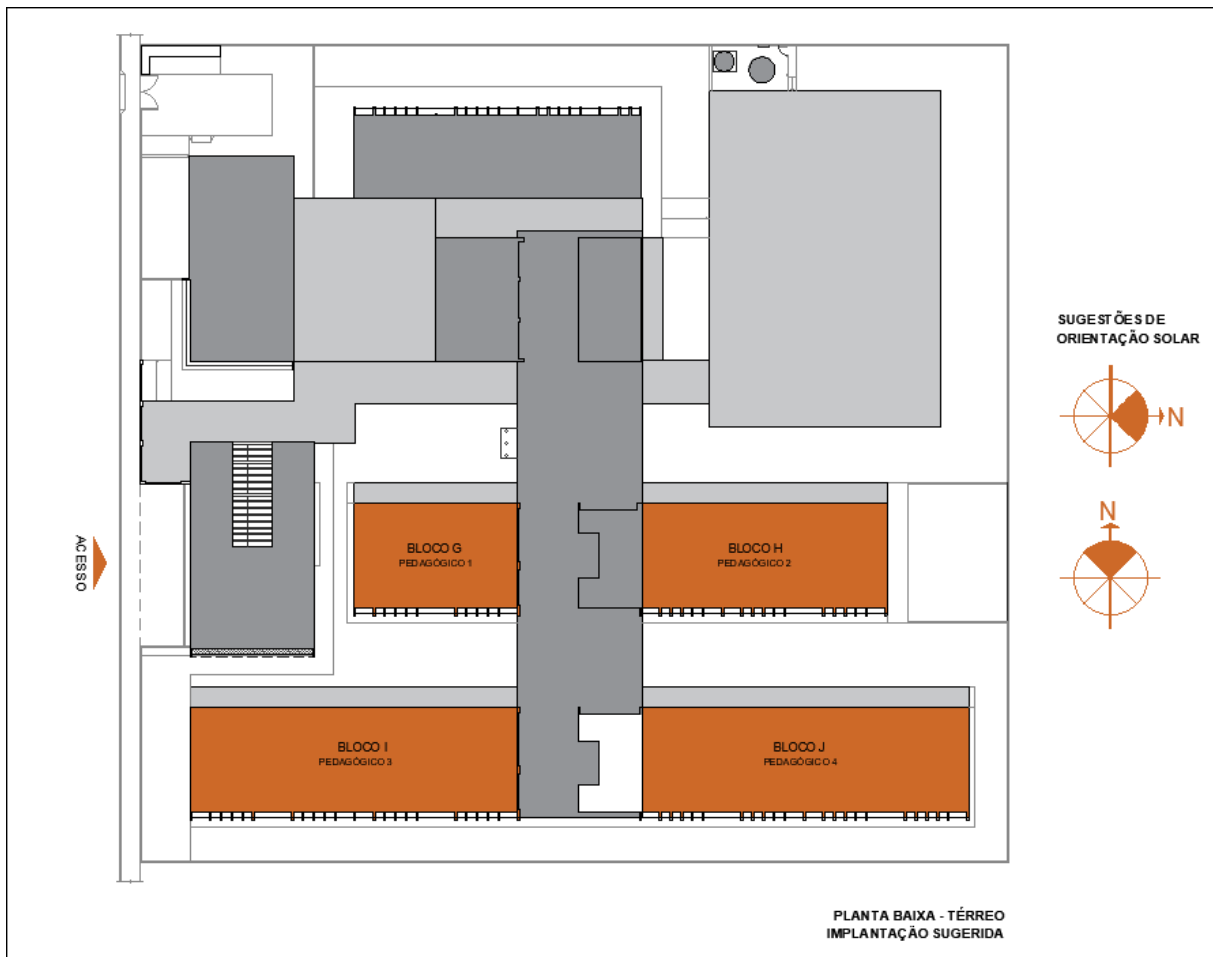 SUGESTÕES DE
ORIENTAÇÃO SOLAR
N
N
ACESSO
BLOCO G
PEDAGÓGICO 1
BLOCO H
PEDAGÓGICO 2
BLOCO I
PEDAGÓGICO 3
BLOCO J
PEDAGÓGICO 4
PLANTA BAIXA - TÉRREO
IMPLANTAÇÃO SUGERIDA